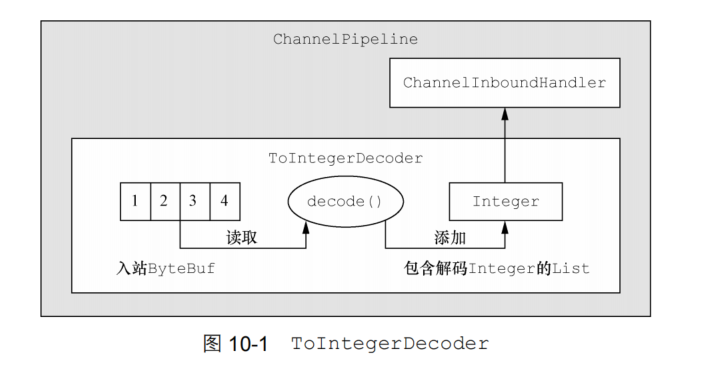 ChannelPipeline
ChannelInboundHandler
ToIntegerDecoder
1 2 3 4
decode()
Integer
读取
添加
入站ByteBuf
包含解码Integer的List
图 10-1 ToIntegerDecoder